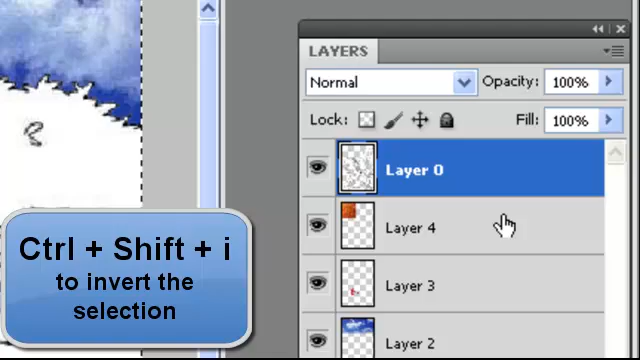 LAYERS
Normal
Opacity: 100%
Lock:
Fill: 100%
Layer 0
Layer 4
Layer 3
Layer 2
Ctrl + Shift + i
to invert the
selection